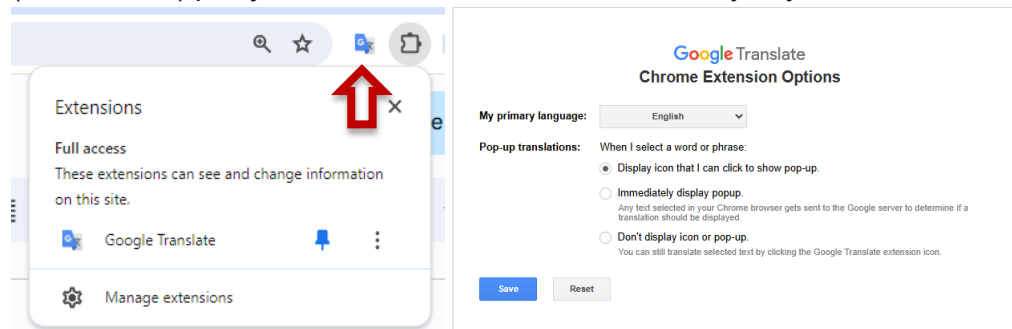 Extensions
Full access
These extensions can see and change information
on this site.
Google Translate
Manage extensions
Google Translate
Chrome Extension Options
My primary language: English
Pop-up translations: When I select a word or phrase:
Display icon that I can click to show pop-up.
Immediately display popup.
Any text selected in your Chrome browser gets sent to the Google server to determine if a
translation should be displayed.
Don't display icon or pop-up.
You can still translate selected text by clicking the Google Translate extension icon.
Save Reset